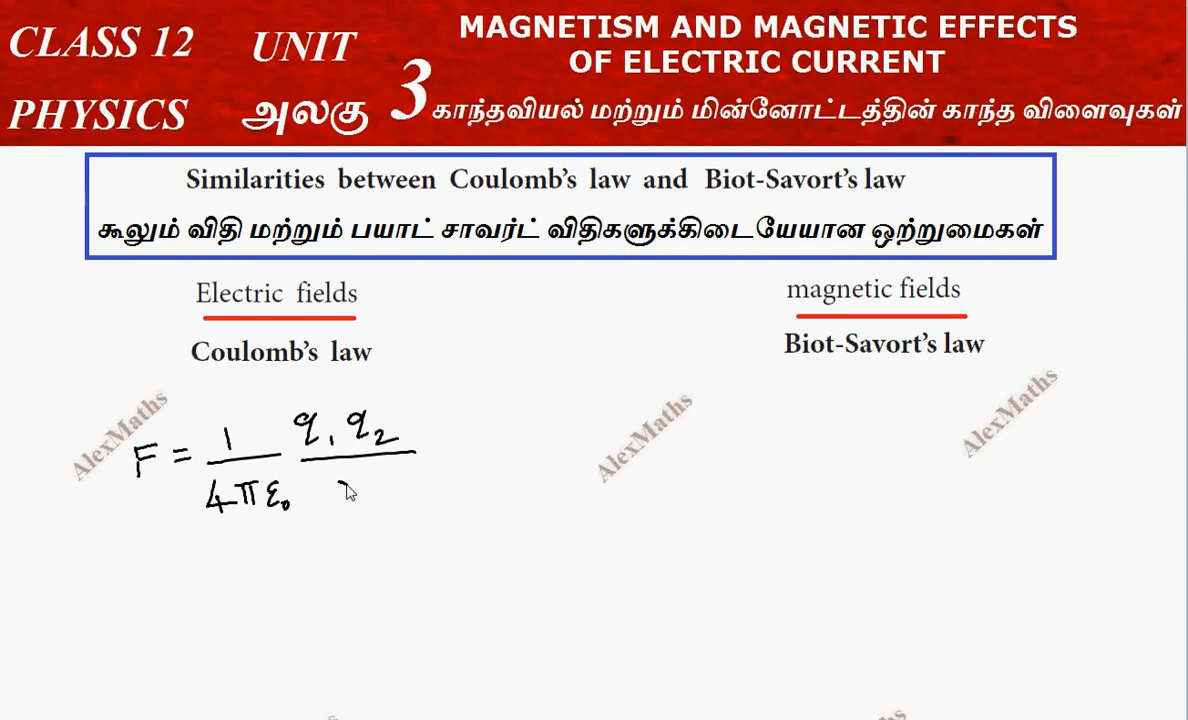 CLASS 12
PHYSICS
UNIT
அலகு
3
MAGNETISM AND MAGNETIC EFFECTS
OF ELECTRIC CURRENT
காந்தவியல் மற்றும் மின்னோட்டத்தின் காந்த விளைவுகள்
Similarities between Coulomb's law and Biot-Savort's law
கூலும் விதி மற்றும் பயாட் சாவர்ட் விதிகளுக்கிடையேயான ஒற்றுமைகள்
Electric fields
Coulomb's law
magnetic fields
Biot-Savort's law
F = 1/4πε₀ q₁ q₂
AlexMaths
AlexMaths
AlexMaths